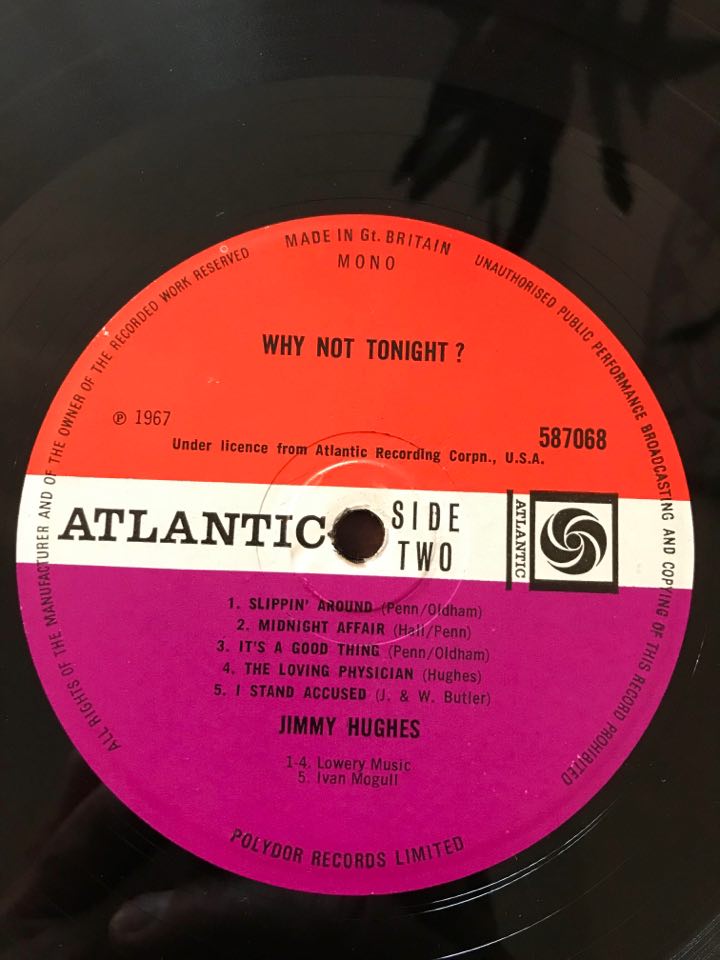 MADE IN Gt. BRITAIN
MONO
UNAUTHORISED PUBLIC PERFORMANCE BROADCASTING AND COPYING OF THIS RECORD PROHIBITED
ALL RIGHTS OF THE MANUFACTURER AND OF THE OWNER OF THE RECORDED WORK RESERVED
WHY NOT TONIGHT ?
℗ 1967
587068
Under licence from Atlantic Recording Corpn., U.S.A.
ATLANTIC
SIDE
TWO
ATLANTIC
1. SLIPPIN' AROUND (Penn/Oldham)
2. MIDNIGHT AFFAIR (Hall/Penn)
3. IT'S A GOOD THING (Penn/Oldham)
4. THE LOVING PHYSICIAN (Hughes)
5. I STAND ACCUSED (J. & W. Butler)
JIMMY HUGHES
1-4. Lowery Music
5. Ivan Mogull
POLYDOR RECORDS LIMITED